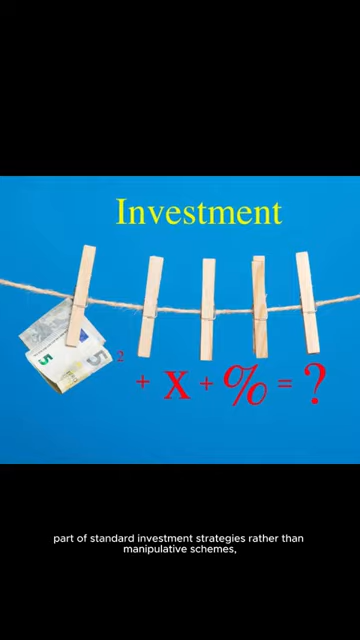 Investment
5 5
2
+ X + % = ?
part of standard investment strategies rather than
manipulative schemes,